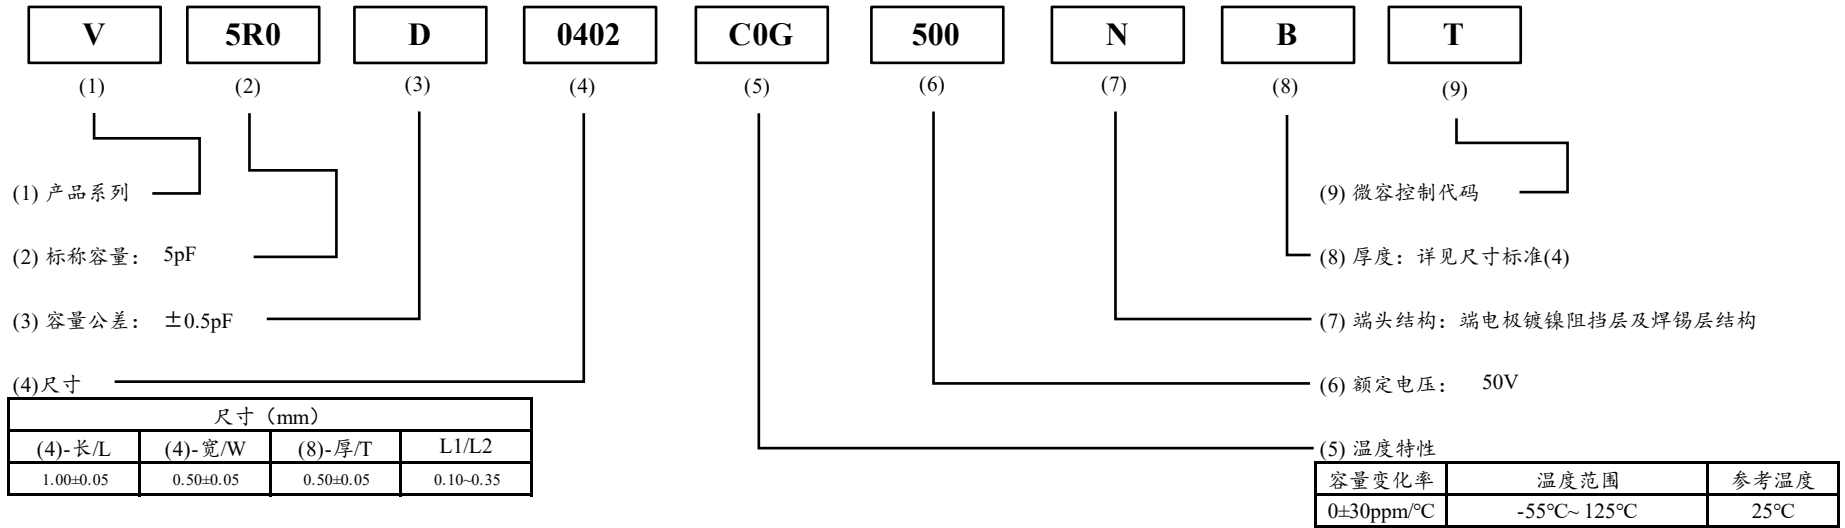 V 5R0 D 0402 C0G 500 N B T
(1) (2) (3) (4) (5) (6) (7) (8) (9)
(1) 产品系列
(9) 微容控制代码
(2) 标称容量： 5pF
(8) 厚度：详见尺寸标准(4)
(3) 容量公差： ±0.5pF
(7) 端头结构：端电极镀镍阻挡层及焊锡层结构
(4)尺寸
(6) 额定电压： 50V
尺寸（mm）
(4)-长/L (4)-宽/W (8)-厚/T L1/L2
1.00±0.05 0.50±0.05 0.50±0.05 0.10~0.35
(5) 温度特性
容量变化率 温度范围 参考温度
0±30ppm/°C -55°C~ 125°C 25°C